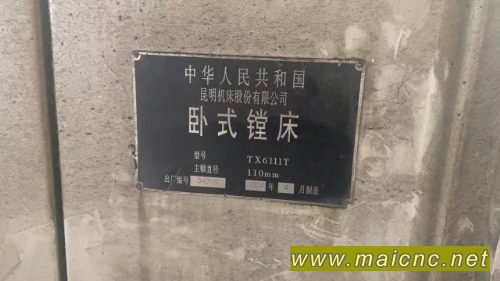 中华人民共和国
昆明机床股份有限公司
卧式镗床
型号 TX6111T
主轴直径 110mm
出厂编号 年 4 月制造
www.maicnc.net